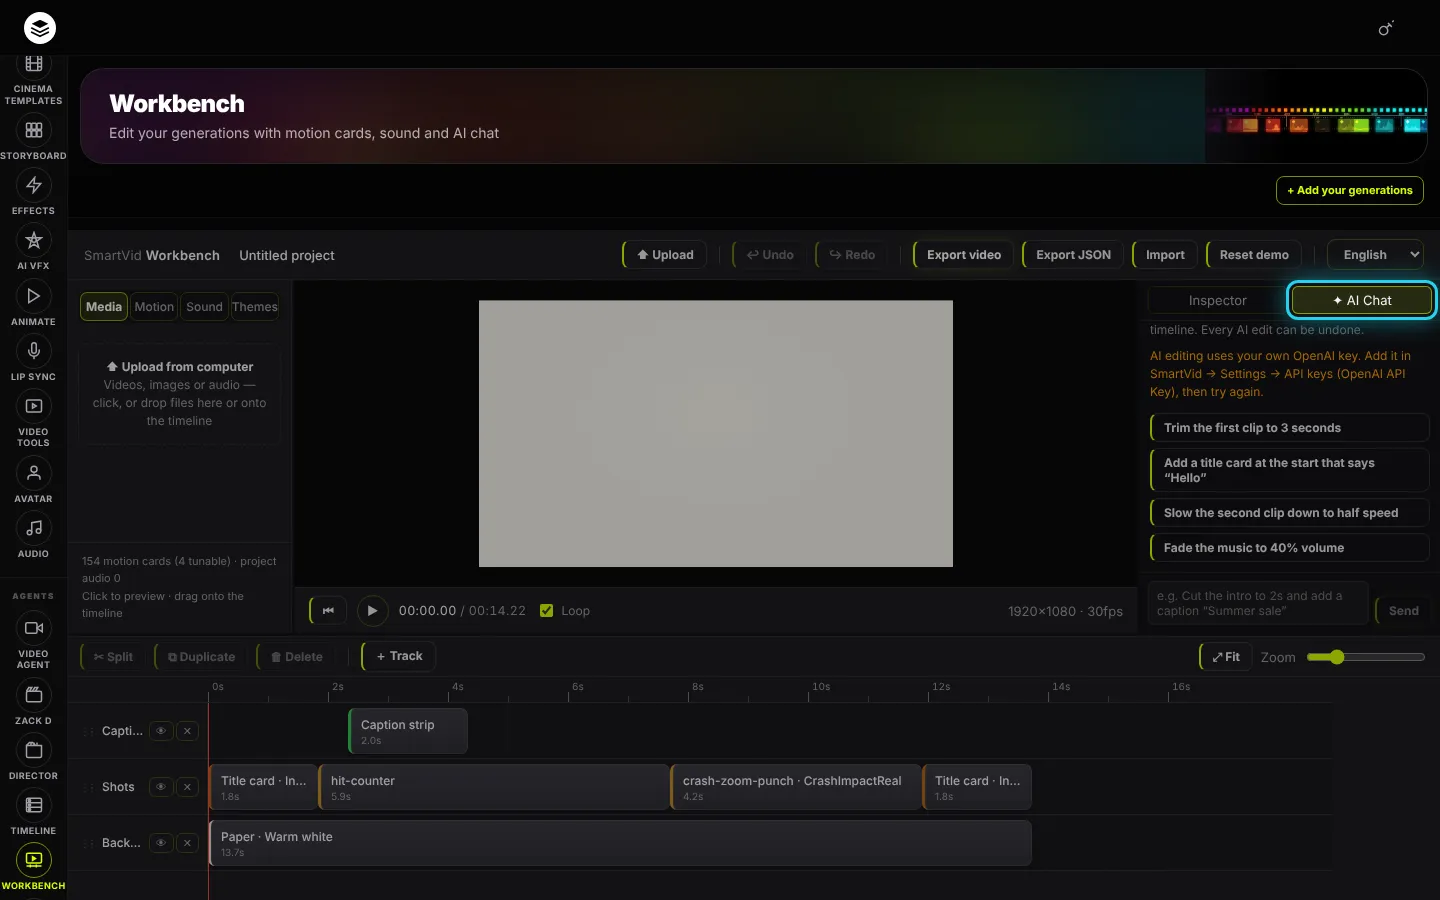 Workbench
Edit your generations with motion cards, sound and AI chat
+ Add your generations
CINEMA
TEMPLATES
STORYBOARD
EFFECTS
AI VFX
ANIMATE
LIP SYNC
VIDEO
TOOLS
AVATAR
AUDIO
AGENTS
VIDEO
AGENT
ZACK D
DIRECTOR
TIMELINE
WORKBENCH
SmartVid Workbench
Untitled project
Upload
Undo
Redo
Export video
Export JSON
Import
Reset demo
English
Media
Motion
Sound
Themes
Upload from computer
Videos, images or audio —
click, or drop files here or onto
the timeline
154 motion cards (4 tunable) · project
audio 0
Click to preview · drag onto the
timeline
Inspector
✦ AI Chat
timeline. Every AI edit can be undone.
AI editing uses your own OpenAI key. Add it in
SmartVid → Settings → API keys (OpenAI API
Key), then try again.
Trim the first clip to 3 seconds
Add a title card at the start that says
“Hello”
Slow the second clip down to half speed
Fade the music to 40% volume
e.g. Cut the intro to 2s and add a
caption “Summer sale”
Send
00:00.00 / 00:14.22
Loop
1920×1080 · 30fps
Split
Duplicate
Delete
+ Track
Fit
Zoom
0s
2s
4s
6s
8s
10s
12s
14s
16s
Capti...
Caption strip
2.0s
Shots
Title card · In...
1.8s
hit-counter
5.9s
crash-zoom-punch · CrashImpactReal
4.2s
Title card · In...
1.8s
Back...
Paper · Warm white
13.7s